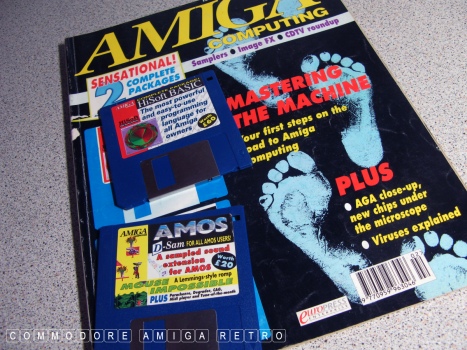 AMIGA
COMPUTING
Samplers • Image FX • CDTV roundup
SENSATIONAL!
2 COMPLETE
PACKAGES
AMIGA
HiSoft BASIC
The most powerful
and easy-to-use
programming
language for
all Amiga
owners
Worth
£60
MASTERING
THE MACHINE
Your first steps on the
road to Amiga
computing
PLUS
• AGA close-up,
new chips under
the microscope
• Viruses explained
AMIGA
AMOS
D-Sam FOR ALL AMOS USERS!
A sampled sound
extension
for AMOS
Worth
£20
A Lemmings-style romp
MOUSE
IMPOSSIBLE
PLUS
europress
COMMODORE AMIGA RETRO